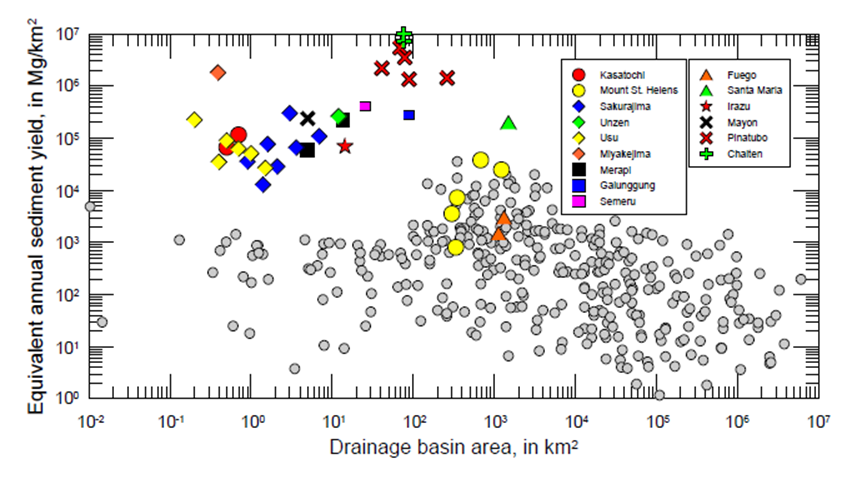 Equivalent annual sediment yield, in Mg/km²
10⁷
10⁶
10⁵
10⁴
10³
10²
10¹
10⁰
10⁻²
10⁻¹
10⁰
10¹
10²
10³
10⁴
10⁵
10⁶
10⁷
Drainage basin area, in km²
Kasatochi
Mount St. Helens
Sakurajima
Unzen
Usu
Miyakejima
Merapi
Galunggung
Semeru
Fuego
Santa Maria
Irazu
Mayon
Pinatubo
Chaiten